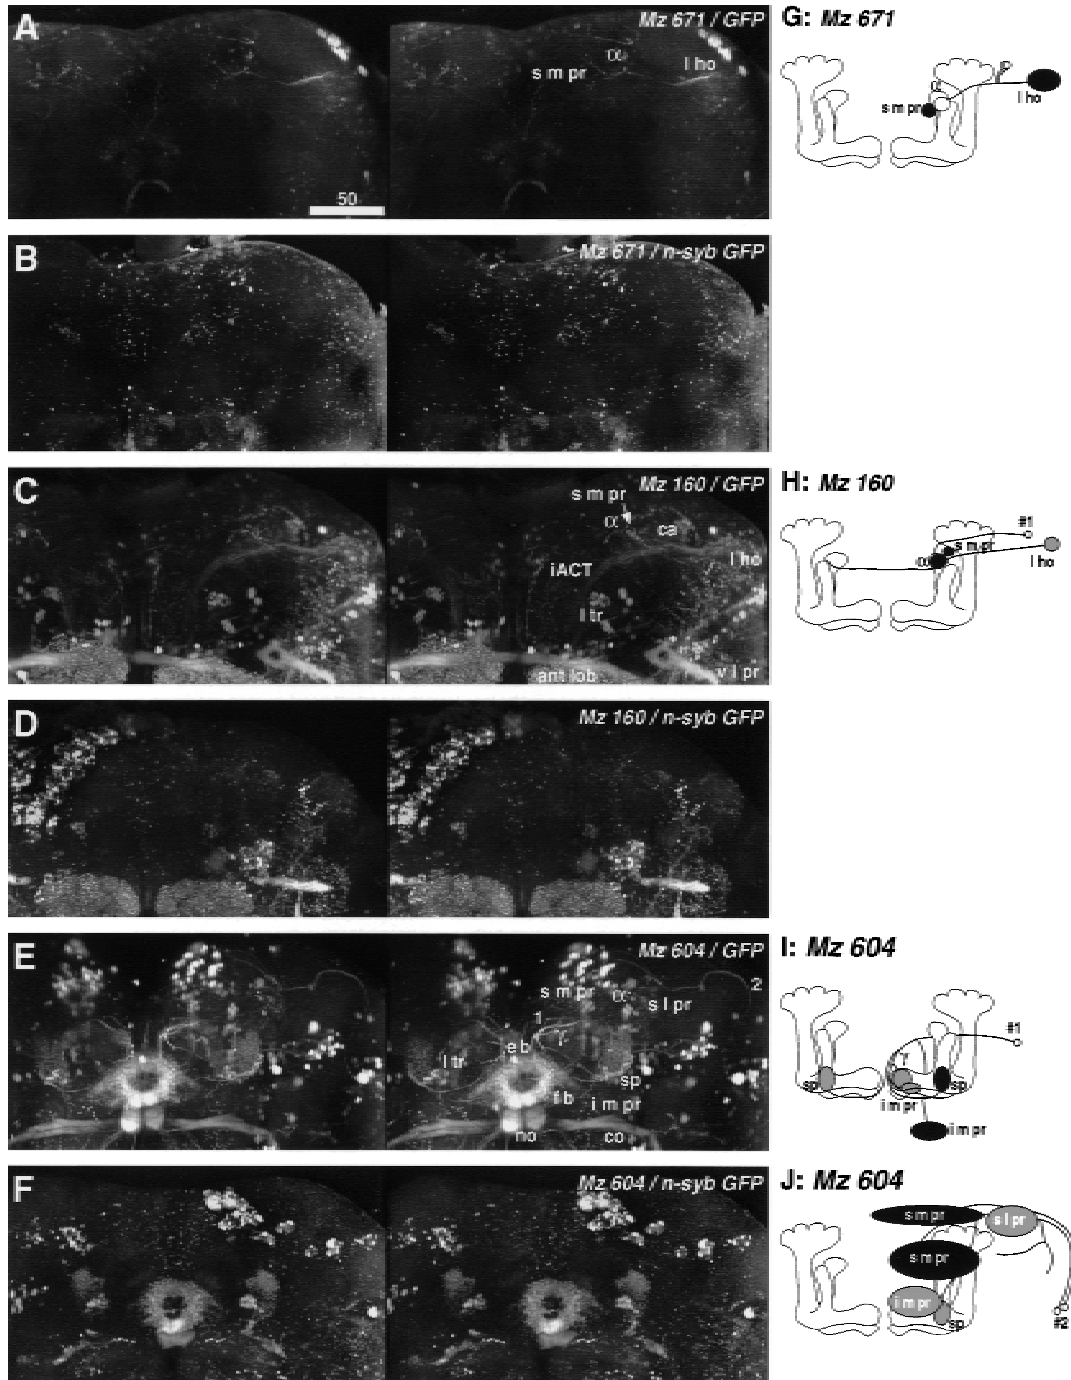 A
Mz 671 / GFP
α
s m pr
l ho
50
G: Mz 671
α
s m pr
l ho
B
Mz 671 / n-syb GFP
C
Mz 160 / GFP
s m pr
α
ca
l ho
iACT
l tr
ant lob
v l pr
H: Mz 160
#1
s m pr
α
l ho
D
Mz 160 / n-syb GFP
E
Mz 604 / GFP
s m pr
α
s l pr
2
1
γ
l tr
e b
sp
f b
i m pr
no
co
I: Mz 604
#1
γ
sp
sp
i m pr
i m pr
F
Mz 604 / n-syb GFP
J: Mz 604
s m pr
s l pr
s m pr
i m pr
sp
#2